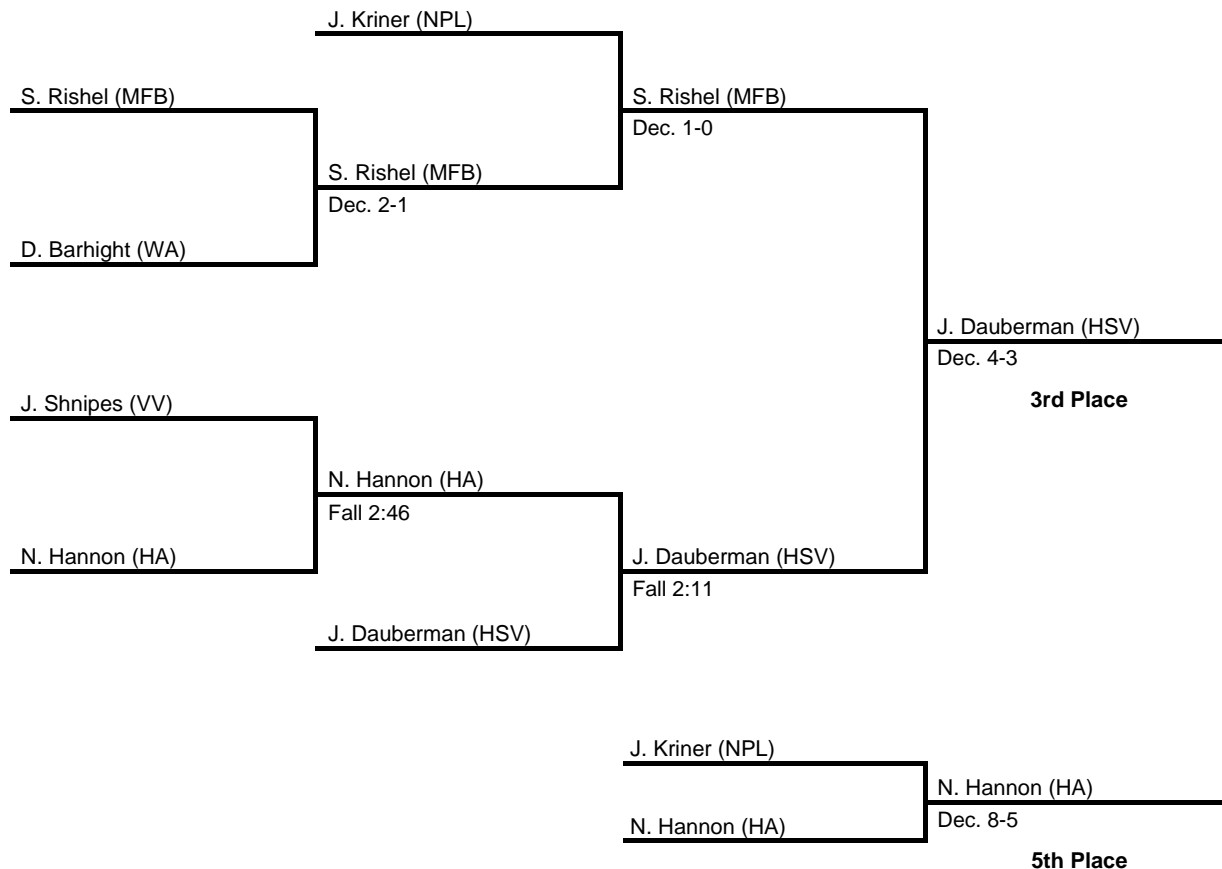 J. Kriner (NPL)
S. Rishel (MFB)
S. Rishel (MFB)
Dec. 1-0
S. Rishel (MFB)
Dec. 2-1
D. Barhight (WA)
J. Dauberman (HSV)
Dec. 4-3
3rd Place
J. Shnipes (VV)
N. Hannon (HA)
Fall 2:46
N. Hannon (HA)
J. Dauberman (HSV)
Fall 2:11
J. Dauberman (HSV)
J. Kriner (NPL)
N. Hannon (HA)
Dec. 8-5
N. Hannon (HA)
5th Place